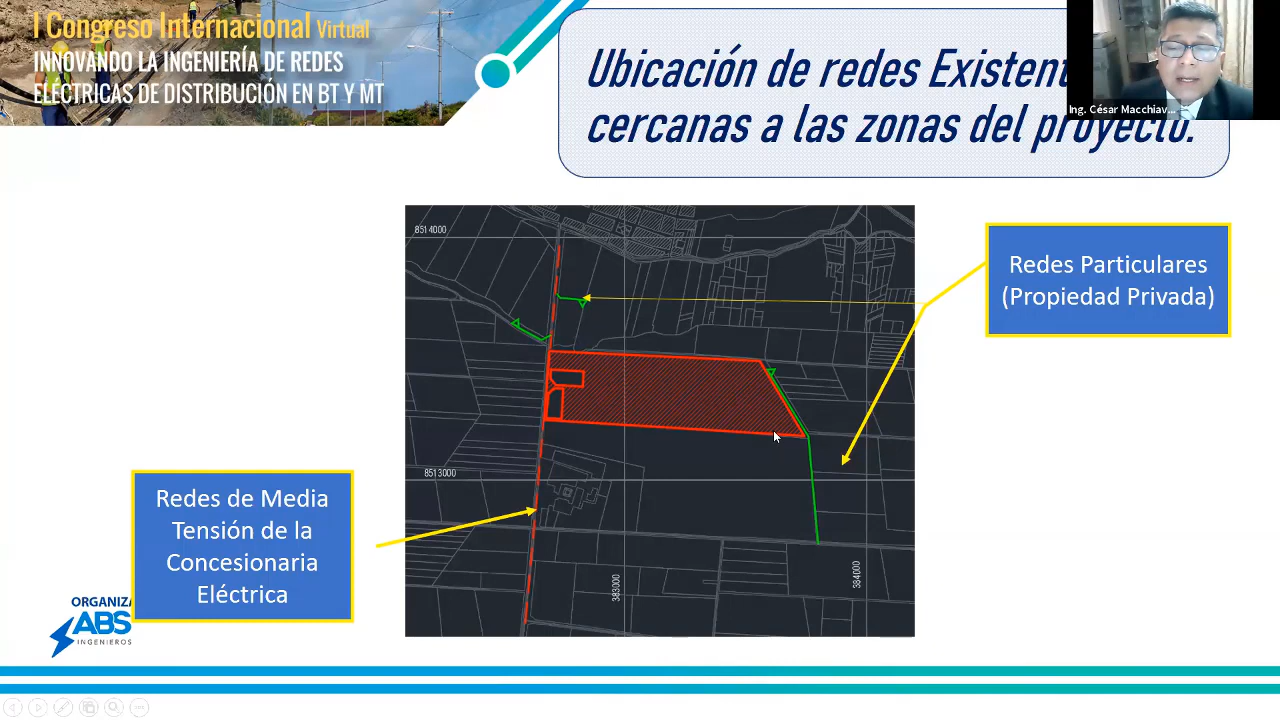 I Congreso Internacional Virtual
INNOVANDO LA INGENIERÍA DE REDES
ELÉCTRICAS DE DISTRIBUCIÓN EN BT Y MT
Ubicación de redes Existent
cercanas a las zonas del proyecto.
Ing. César Macchiav...
8514000
Redes Particulares
(Propiedad Privada)
8513000
Redes de Media
Tensión de la
Concesionaria
Eléctrica
383000
384000
ORGANIZA
ABS
INGENIEROS